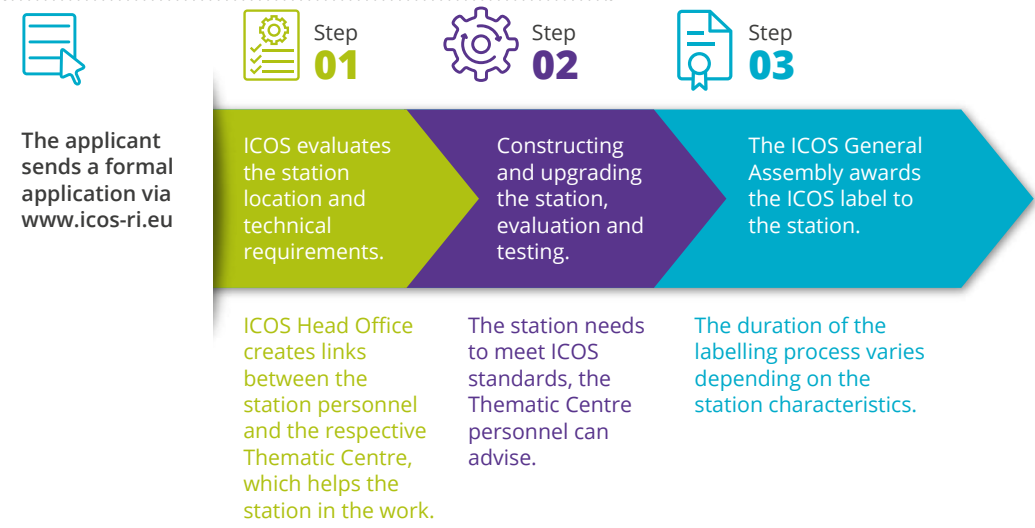 The applicant
sends a formal
application via
www.icos-ri.eu
Step
01
ICOS evaluates
the station
location and
technical
requirements.
ICOS Head Office
creates links
between the
station personnel
and the respective
Thematic Centre,
which helps the
station in the work.
Step
02
Constructing
and upgrading
the station,
evaluation and
testing.
The station needs
to meet ICOS
standards, the
Thematic Centre
personnel can
advise.
Step
03
The ICOS General
Assembly awards
the ICOS label to
the station.
The duration of the
labelling process varies
depending on the
station characteristics.